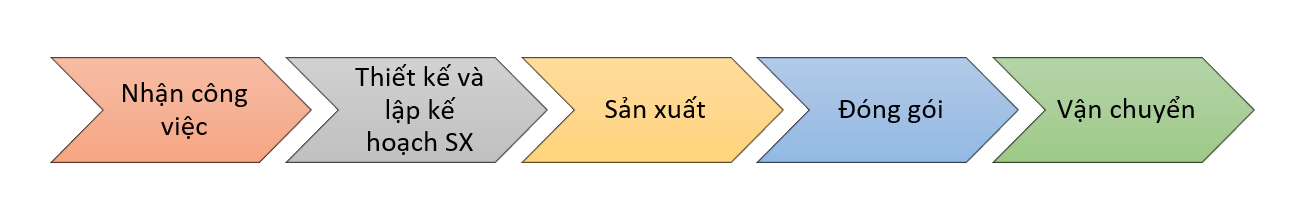 Nhận công
việc
Thiết kế và
lập kế
hoạch SX
Sản xuất
Đóng gói
Vận chuyển